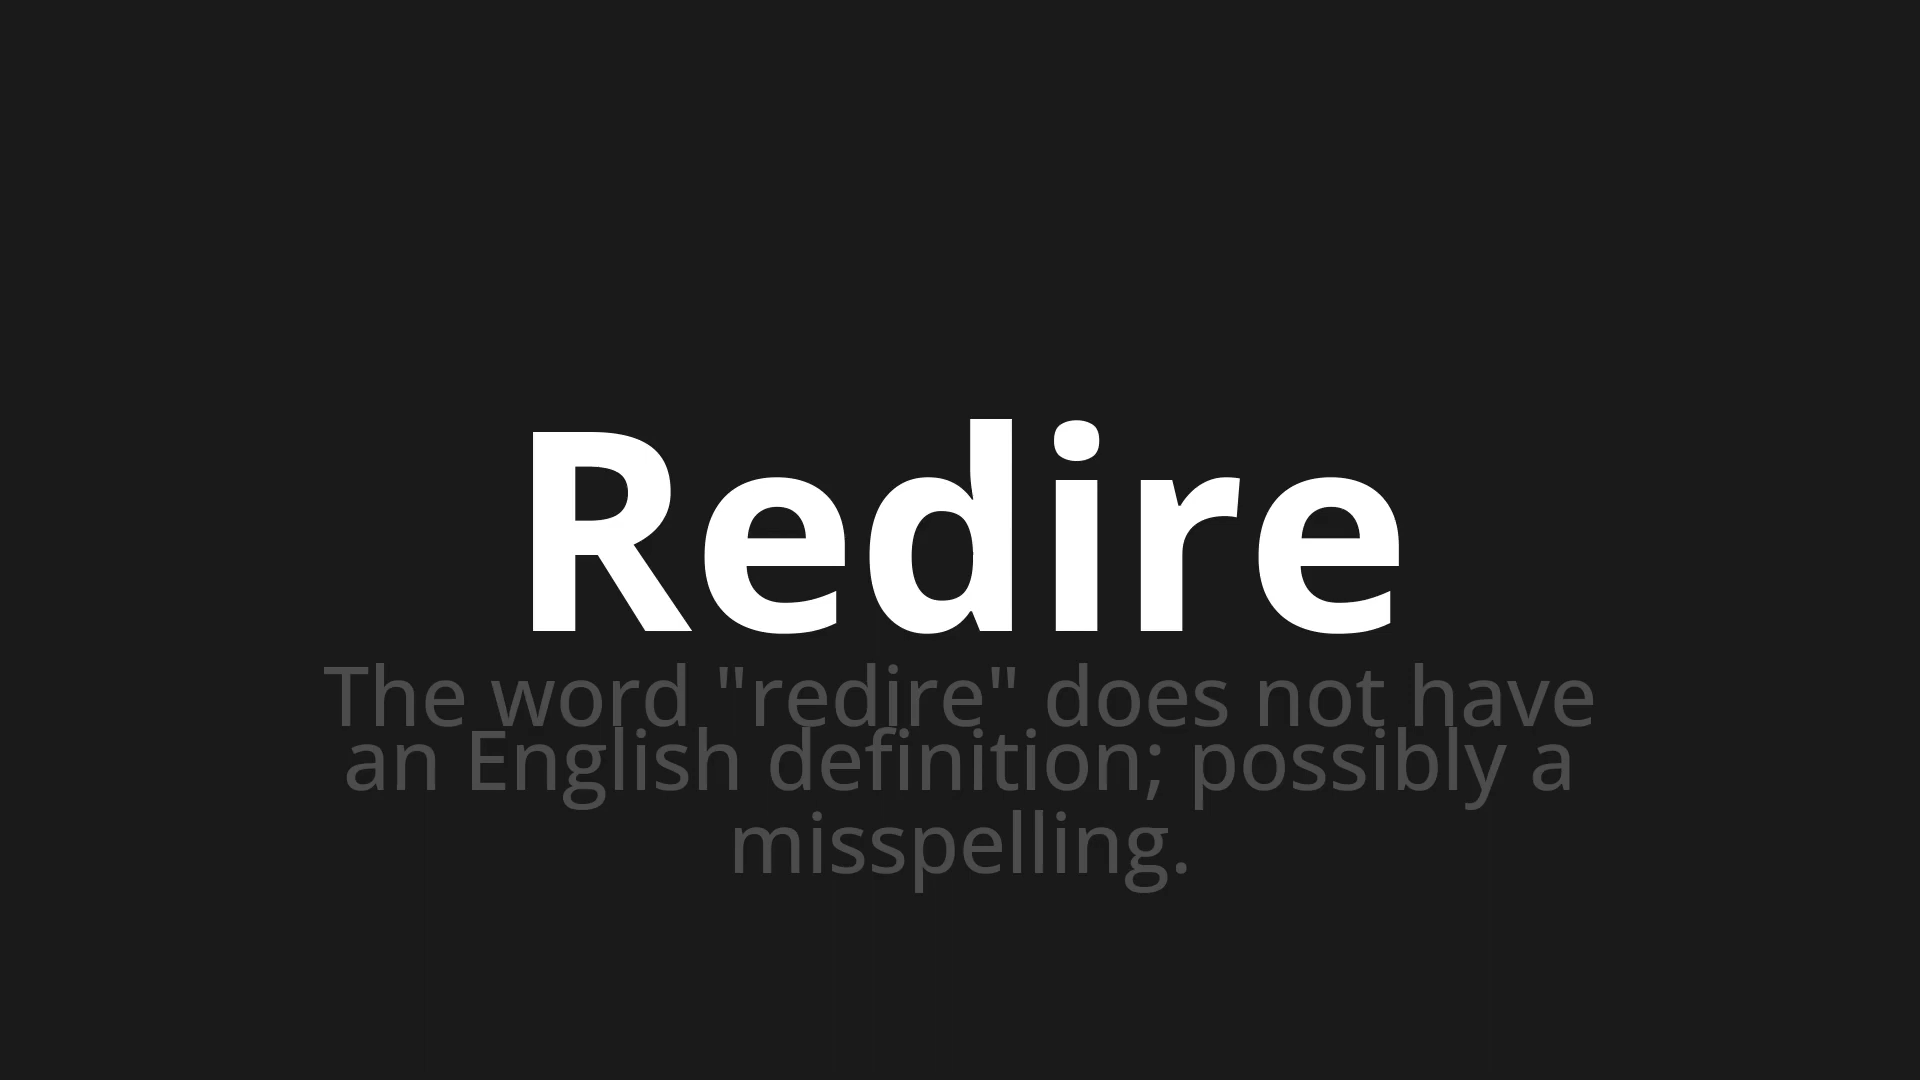 Redire
The word "redire" does not have
an English definition; possibly a
misspelling.